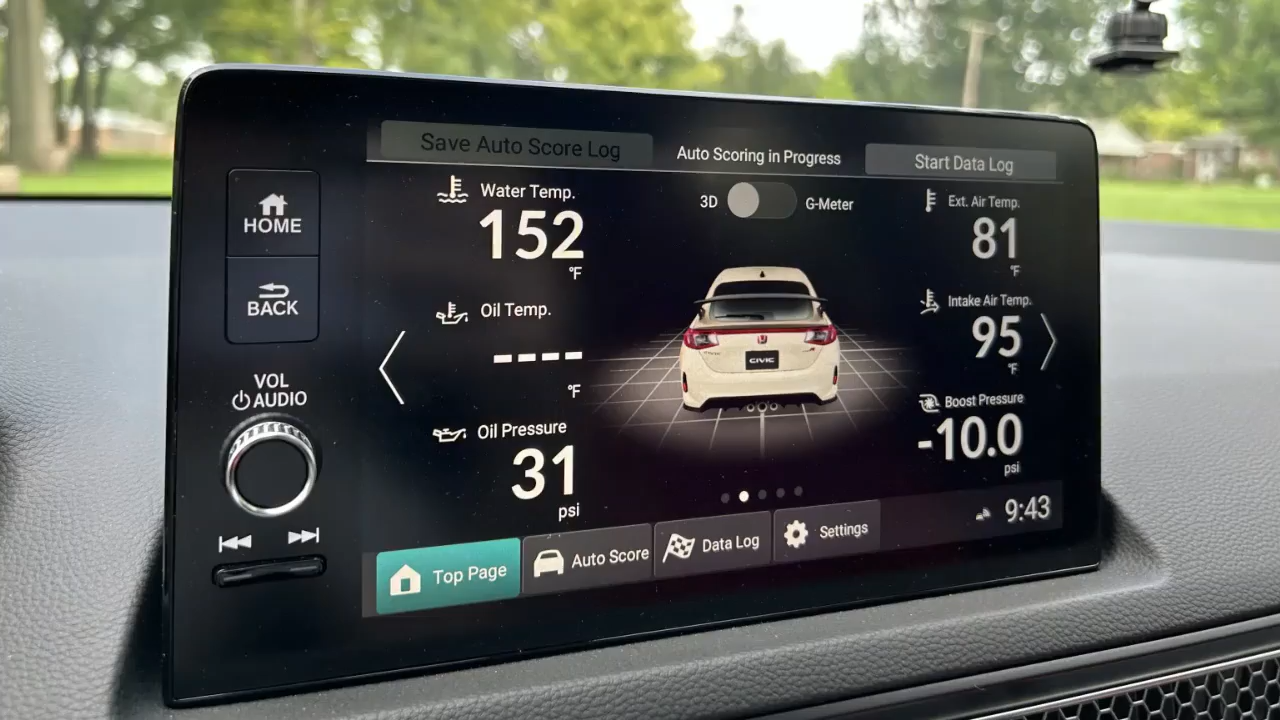 Save Auto Score Log
Auto Scoring in Progress
Start Data Log
HOME
BACK
VOL
AUDIO
Water Temp.
152
°F
Oil Temp.
----
°F
Oil Pressure
31
psi
3D
G-Meter
CIVIC
Ext. Air Temp.
81
°F
Intake Air Temp.
95
°F
Boost Pressure
-10.0
psi
Top Page
Auto Score
Data Log
Settings
9:43